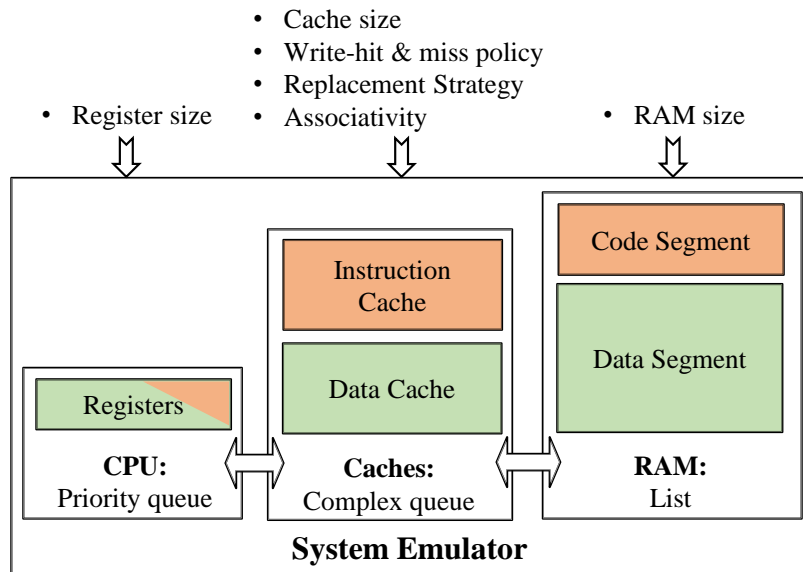 • Cache size
• Write-hit & miss policy
• Replacement Strategy
• Associativity
• Register size
• RAM size
Instruction
Cache
Data Cache
Code Segment
Data Segment
Registers
CPU:
Priority queue
Caches:
Complex queue
RAM:
List
System Emulator